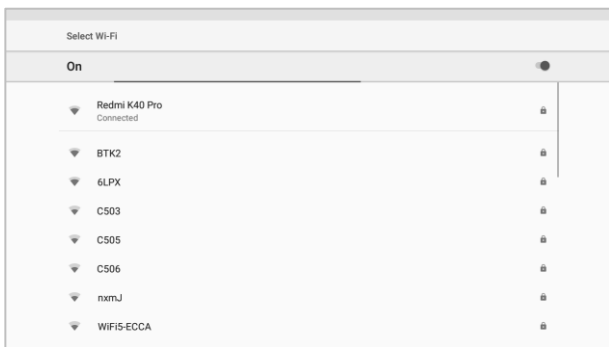 Select Wi-Fi
On
Redmi K40 Pro
Connected
BTK2
6LPX
C503
C505
C506
nxmJ
WiFi5-ECCA